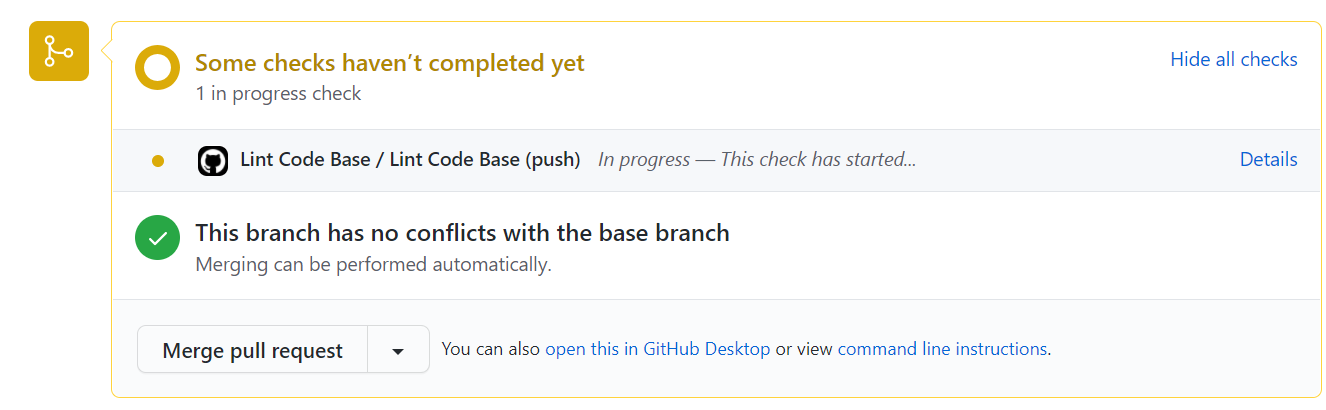 Some checks haven’t completed yet
Hide all checks
1 in progress check
Lint Code Base / Lint Code Base (push) In progress — This check has started...
Details
This branch has no conflicts with the base branch
Merging can be performed automatically.
Merge pull request
You can also open this in GitHub Desktop or view command line instructions.